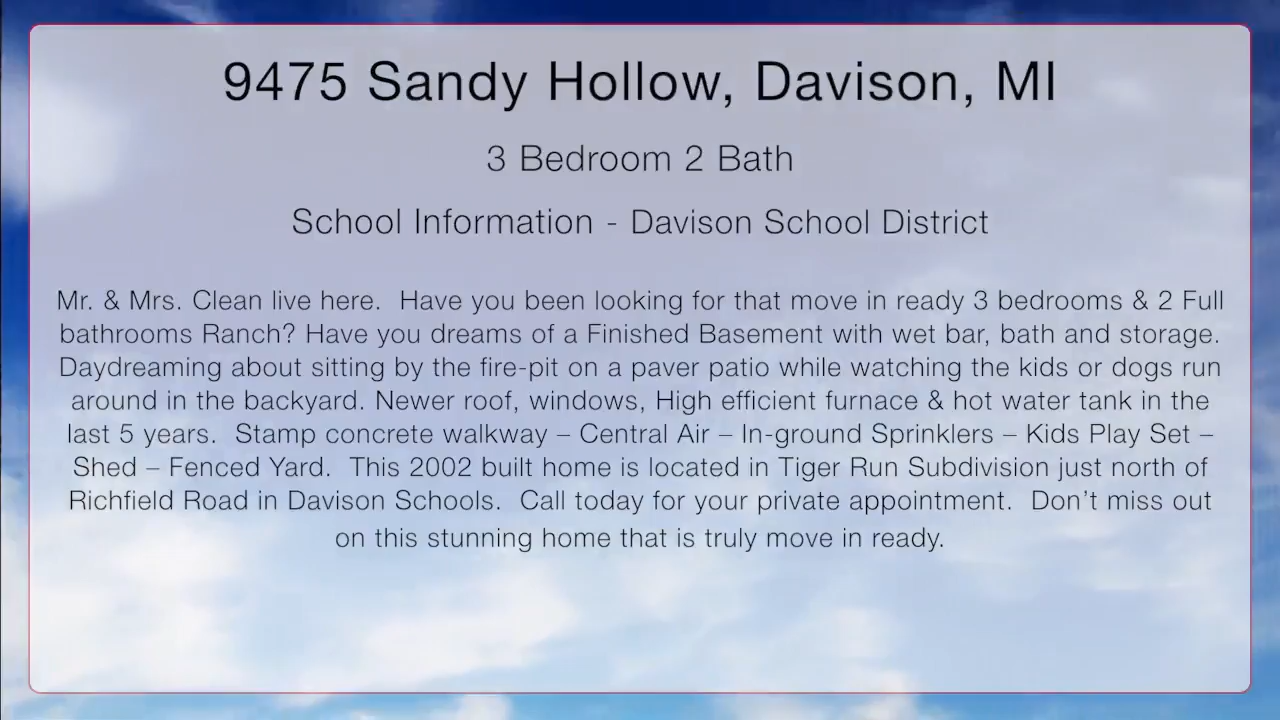 9475 Sandy Hollow, Davison, MI
3 Bedroom 2 Bath
School Information - Davison School District
Mr. & Mrs. Clean live here.  Have you been looking for that move in ready 3 bedrooms & 2 Full
bathrooms Ranch? Have you dreams of a Finished Basement with wet bar, bath and storage.
Daydreaming about sitting by the fire-pit on a paver patio while watching the kids or dogs run
around in the backyard. Newer roof, windows, High efficient furnace & hot water tank in the
last 5 years.  Stamp concrete walkway – Central Air – In-ground Sprinklers – Kids Play Set –
Shed – Fenced Yard.  This 2002 built home is located in Tiger Run Subdivision just north of
Richfield Road in Davison Schools.  Call today for your private appointment.  Don’t miss out
on this stunning home that is truly move in ready.